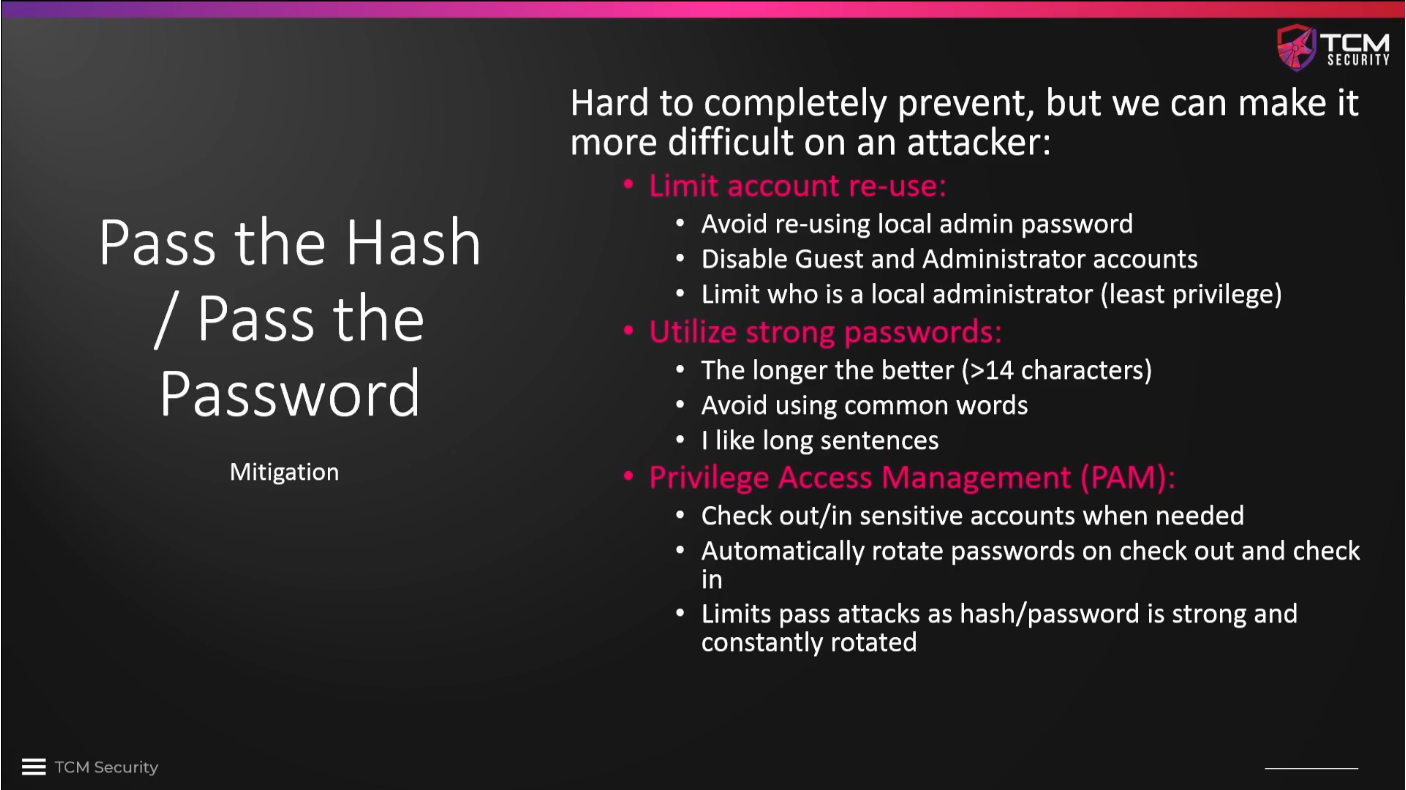 TCM
SECURITY
Pass the Hash
/ Pass the
Password
Mitigation
Hard to completely prevent, but we can make it
more difficult on an attacker:
• Limit account re-use:
• Avoid re-using local admin password
• Disable Guest and Administrator accounts
• Limit who is a local administrator (least privilege)
• Utilize strong passwords:
• The longer the better (>14 characters)
• Avoid using common words
• I like long sentences
• Privilege Access Management (PAM):
• Check out/in sensitive accounts when needed
• Automatically rotate passwords on check out and check
in
• Limits pass attacks as hash/password is strong and
constantly rotated
TCM Security